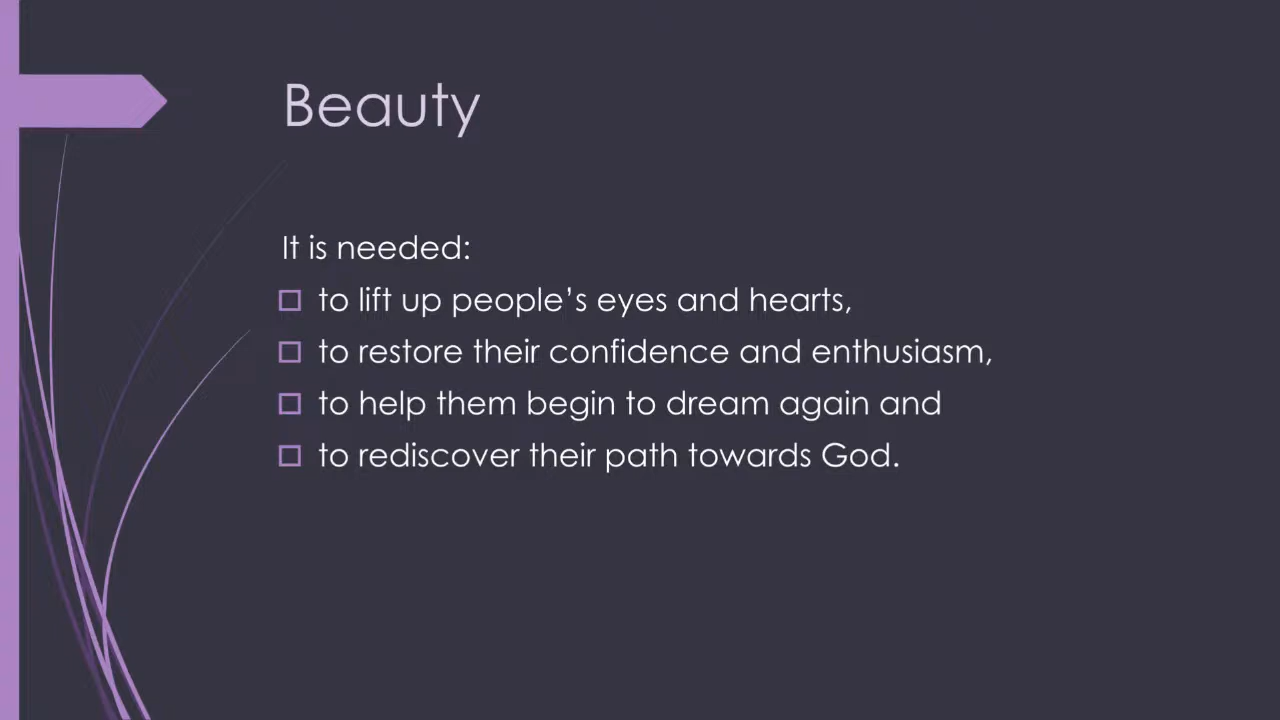 Beauty
It is needed:
to lift up people’s eyes and hearts,
to restore their confidence and enthusiasm,
to help them begin to dream again and
to rediscover their path towards God.